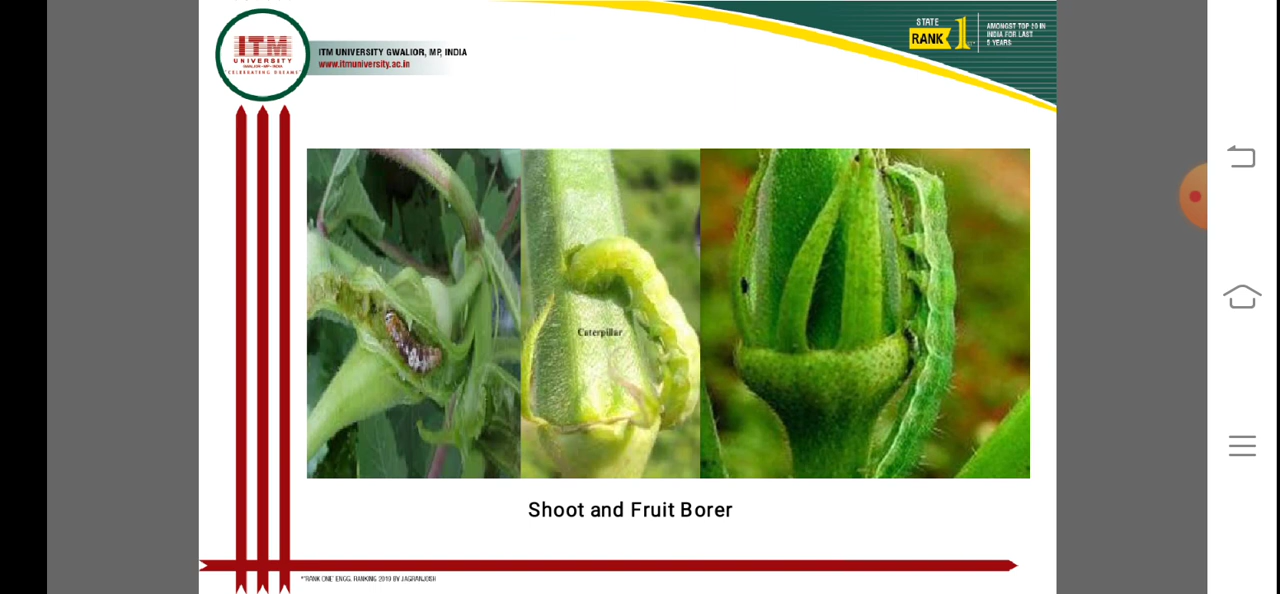 ITM
UNIVERSITY
GWALIOR • MP • INDIA
"CELEBRATING DREAMS"
ITM UNIVERSITY GWALIOR, MP, INDIA
www.itmuniversity.ac.in
STATE
RANK 1
AMONGST TOP 10 IN
INDIA FOR LAST
5 YEARS
Caterpillar
Shoot and Fruit Borer
*"RANK ONE" ENGG. RANKING 2019 BY JAGRANJOSH